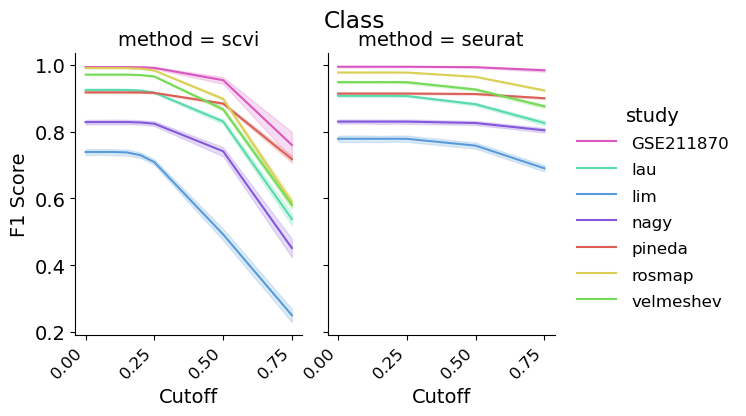 Class
method = scvi
method = seurat
F1 Score
1.0
0.8
0.6
0.4
0.2
0.00
0.25
0.50
0.75
Cutoff
0.00
0.25
0.50
0.75
Cutoff
study
GSE211870
lau
lim
nagy
pineda
rosmap
velmeshev